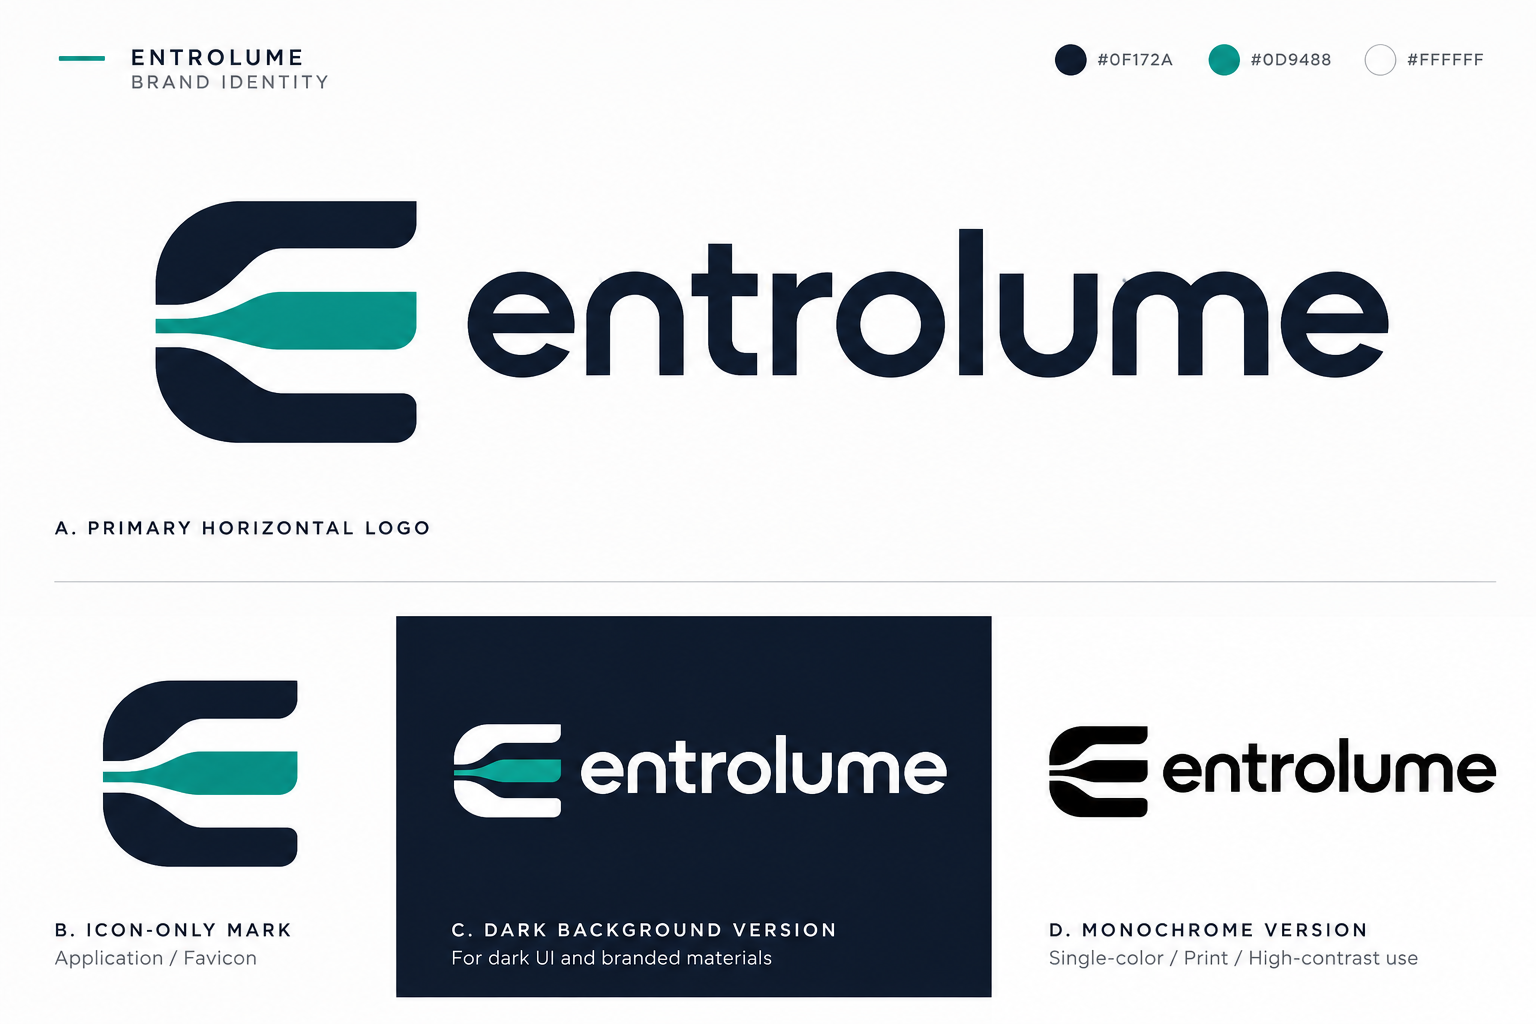 ENTROLUME
BRAND IDENTITY
#0F172A
#0D9488
#FFFFFF
entrolume
A. PRIMARY HORIZONTAL LOGO
entrolume
entrolume
B. ICON-ONLY MARK
Application / Favicon
C. DARK BACKGROUND VERSION
For dark UI and branded materials
D. MONOCHROME VERSION
Single-color / Print / High-contrast use